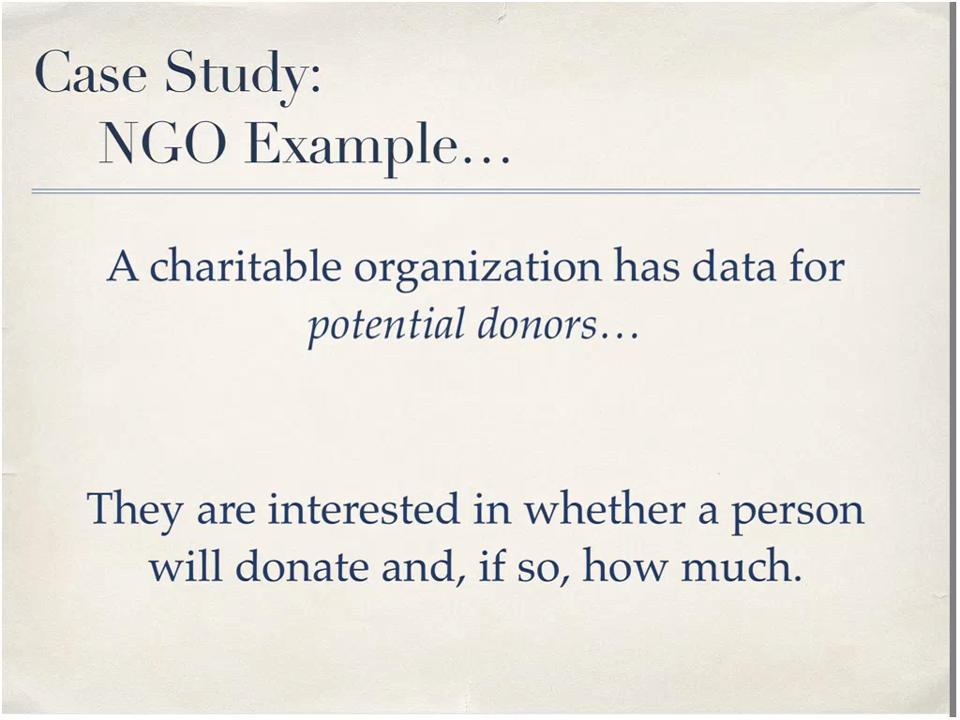 Case Study:
NGO Example…
A charitable organization has data for
potential donors…
They are interested in whether a person
will donate and, if so, how much.